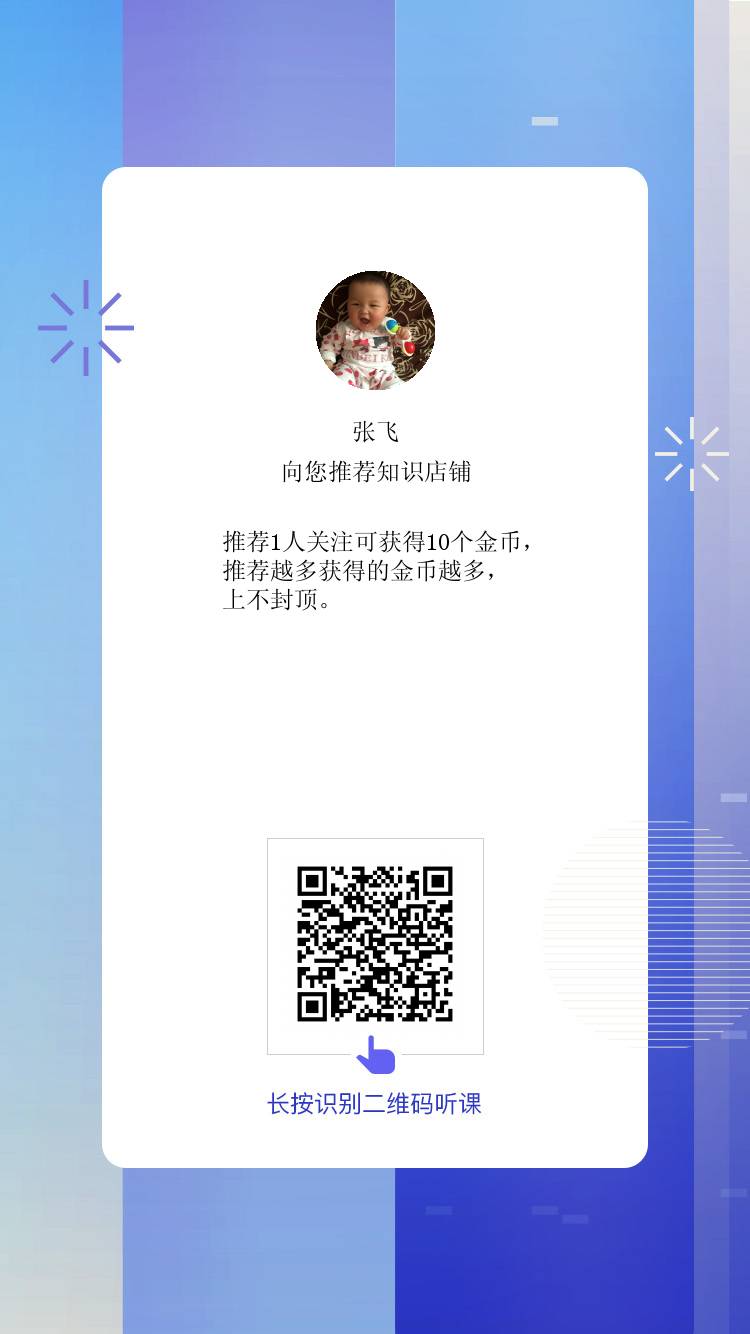 张飞
向您推荐知识店铺
推荐1人关注可获得10个金币，
推荐越多获得的金币越多，
上不封顶。
长按识别二维码听课